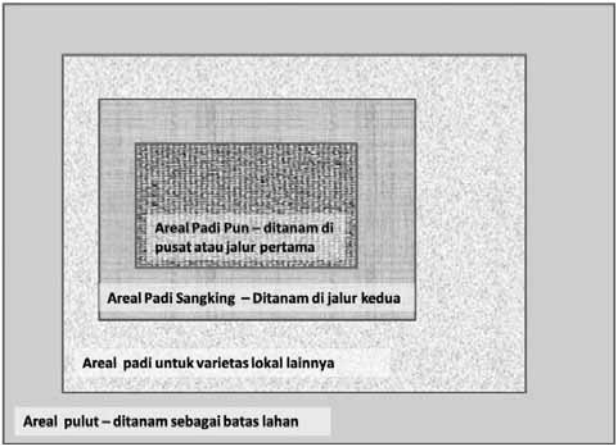 Areal Padi Pun – ditanam di
pusat atau jalur pertama
Areal Padi Sangking – Ditanam di jalur kedua
Areal padi untuk varietas lokal lainnya
Areal pulut – ditanam sebagai batas lahan